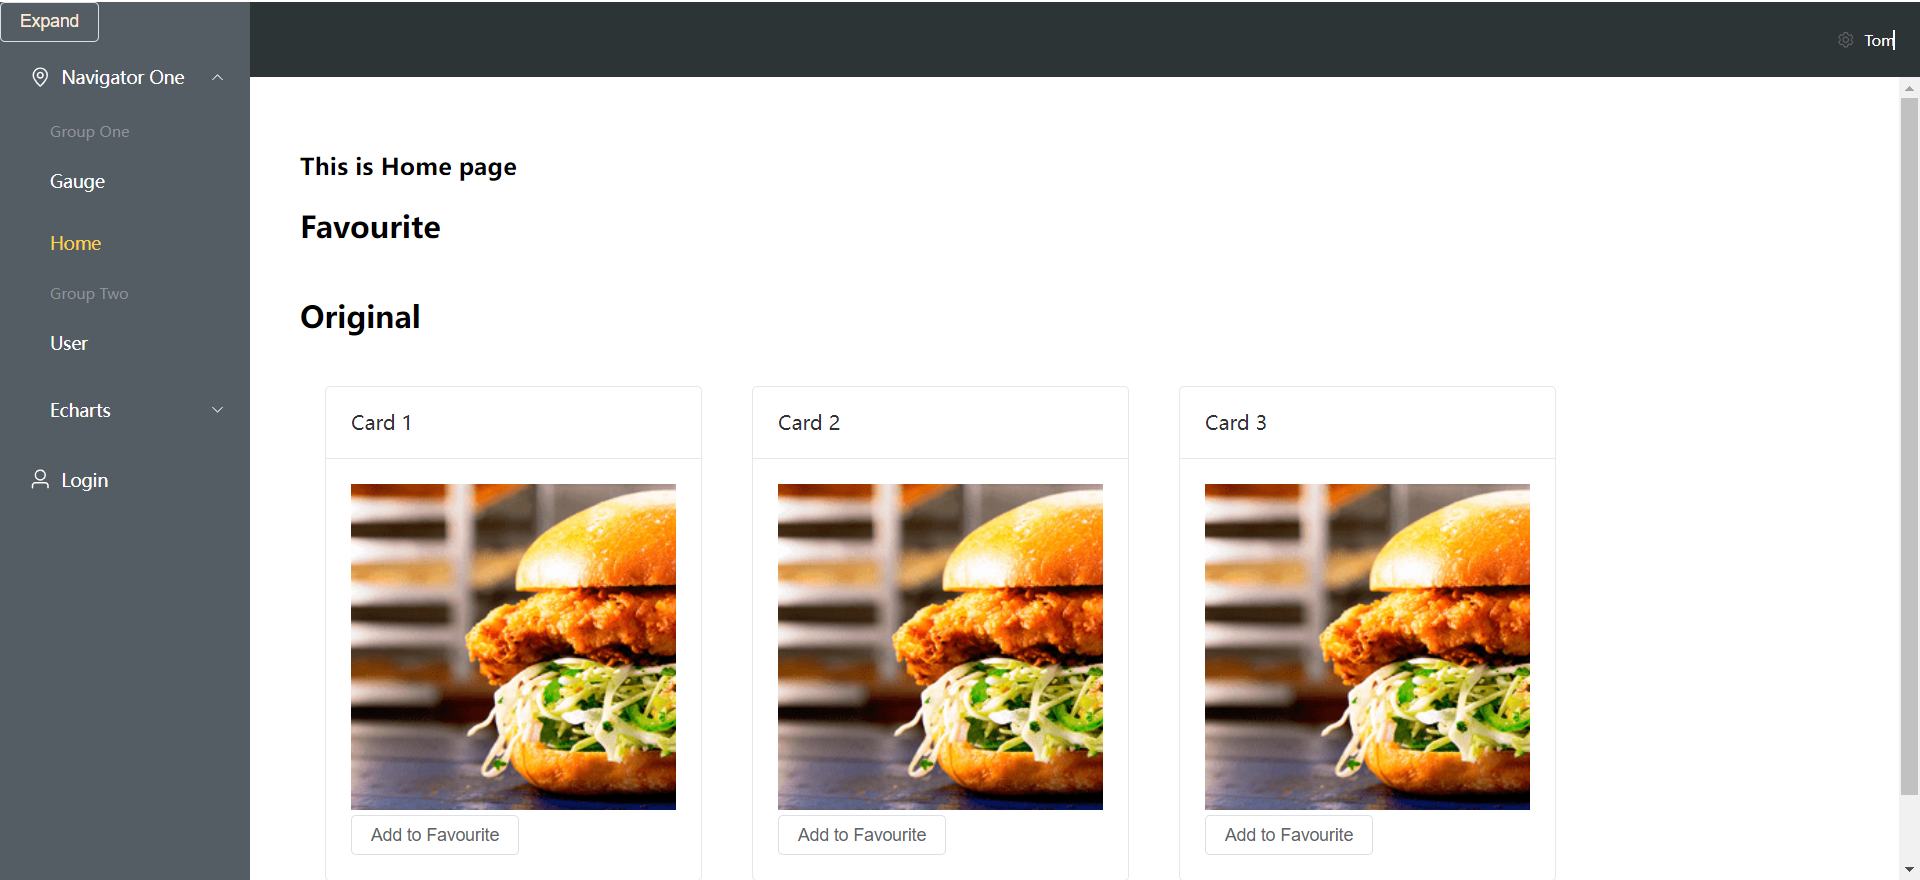 Expand
Tom
Navigator One
Group One
Gauge
Home
Group Two
User
Echarts
Login
This is Home page
Favourite
Original
Card 1
Card 2
Card 3
Add to Favourite
Add to Favourite
Add to Favourite